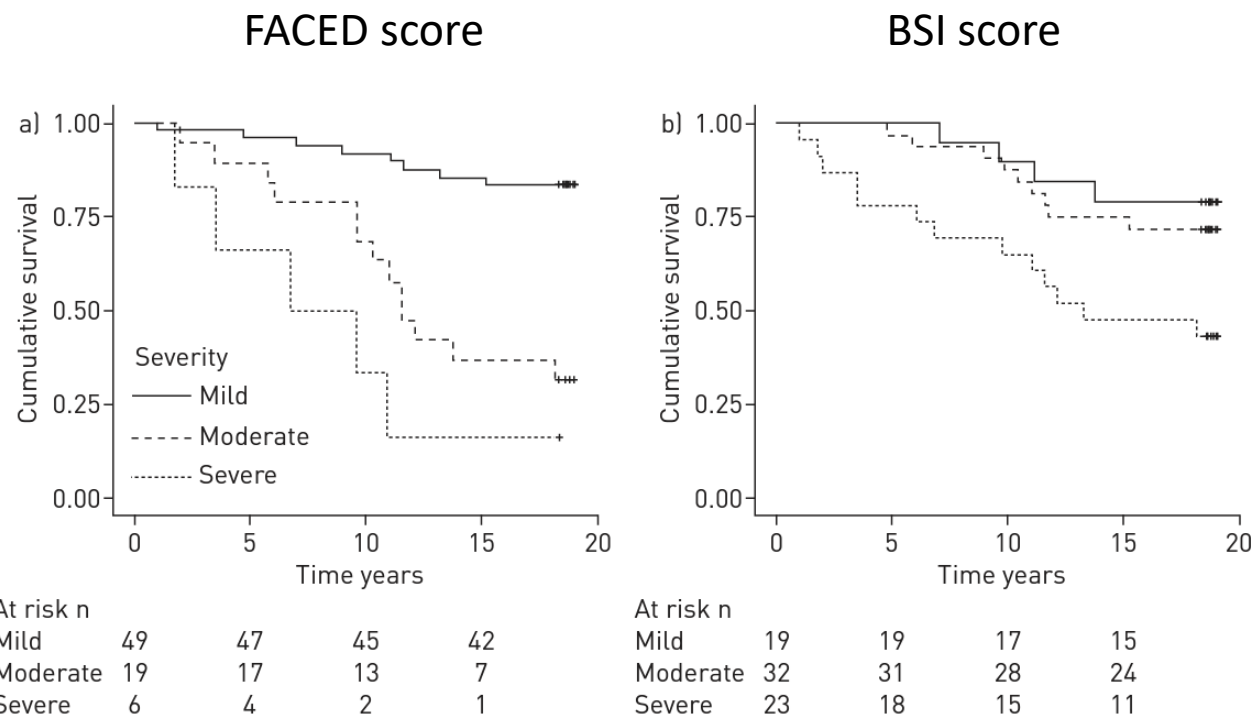 FACED score
BSI score
a)
1.00
0.75
0.50
0.25
0.00
Cumulative survival
Severity
Mild
Moderate
Severe
0 5 10 15 20
Time years
At risk n
Mild 49 47 45 42
Moderate 19 17 13 7
Severe 6 4 2 1
b)
1.00
0.75
0.50
0.25
0.00
Cumulative survival
0 5 10 15 20
Time years
At risk n
Mild 19 19 17 15
Moderate 32 31 28 24
Severe 23 18 15 11